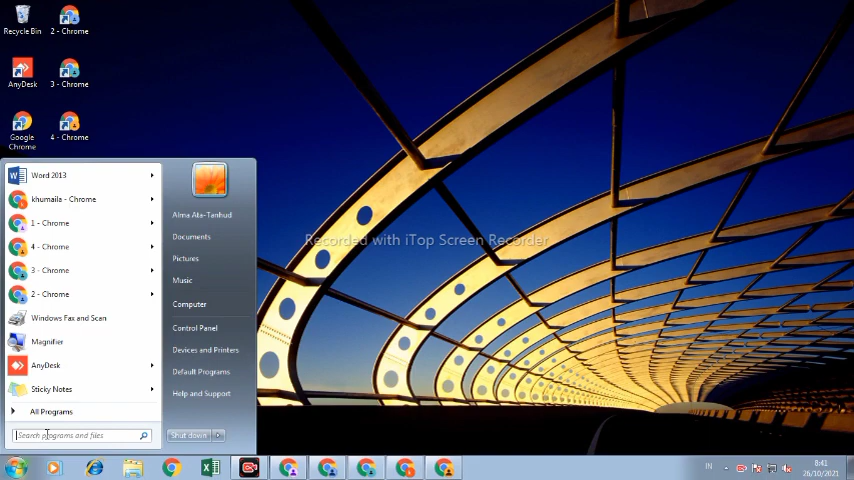 Recycle Bin
2 - Chrome
AnyDesk
3 - Chrome
Google Chrome
4 - Chrome
Word 2013
khumaila - Chrome
1 - Chrome
4 - Chrome
3 - Chrome
2 - Chrome
Windows Fax and Scan
Magnifier
AnyDesk
Sticky Notes
All Programs
Search programs and files
Alma Ata-Tanhud
Documents
Pictures
Music
Computer
Control Panel
Devices and Printers
Default Programs
Help and Support
Shut down
Recorded with iTop Screen Recorder
IN
8:41
26/10/2021